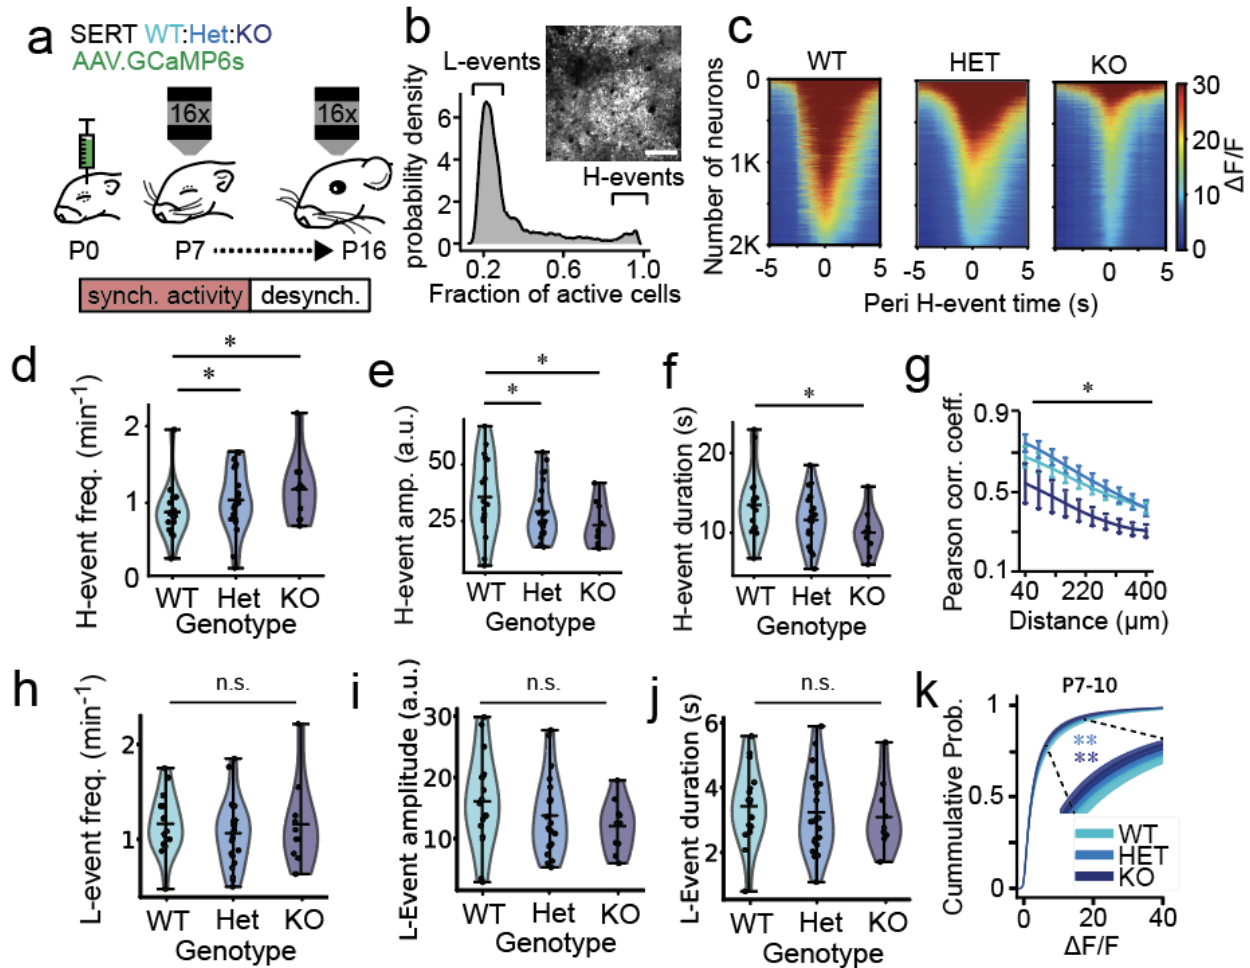 a
SERT WT:Het:KO
AAV.GCaMP6s
16x
16x
P0
P7
P16
synch. activity
desynch.
b
L-events
H-events
probability density
6
4
2
0
0.2
0.6
1.0
Fraction of active cells
c
WT
HET
KO
Number of neurons
0
1K
2K
-5
0
5
-5
0
5
0
5
Peri H-event time (s)
30
20
10
0
ΔF/F
d
*
*
H-event freq. (min-1)
2
1
0
WT
Het
KO
Genotype
e
*
*
H-event amp. (a.u.)
50
25
WT
Het
KO
Genotype
f
*
H-event duration (s)
20
10
WT
Het
KO
Genotype
g
*
Pearson corr. coeff.
0.9
0.5
0.1
40
220
400
Distance (µm)
h
n.s.
L-event freq. (min-1)
2
1
WT
Het
KO
Genotype
i
n.s.
L-Event amplitude (a.u.)
30
20
10
WT
Het
KO
Genotype
j
n.s.
L-Event duration (s)
6
4
2
WT
Het
KO
Genotype
k
P7-10
Cummulative Prob.
1
0.5
0
**
**
WT
HET
KO
0
20
40
ΔF/F